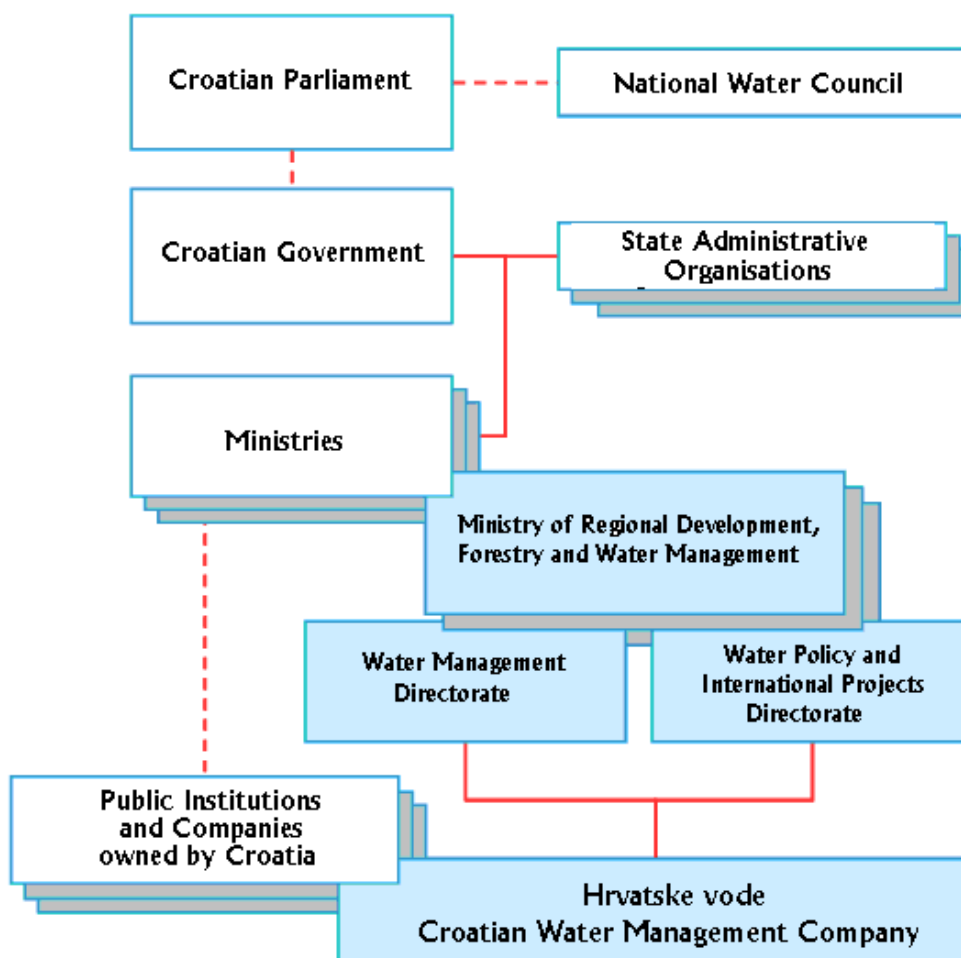 Croatian Parliament
National Water Council
Croatian Government
State Administrative
Organisations
Ministries
Ministry of Regional Development,
Forestry and Water Management
Water Management
Directorate
Water Policy and
International Projects
Directorate
Public Institutions
and Companies
owned by Croatia
Hrvatske vode
Croatian Water Management Company